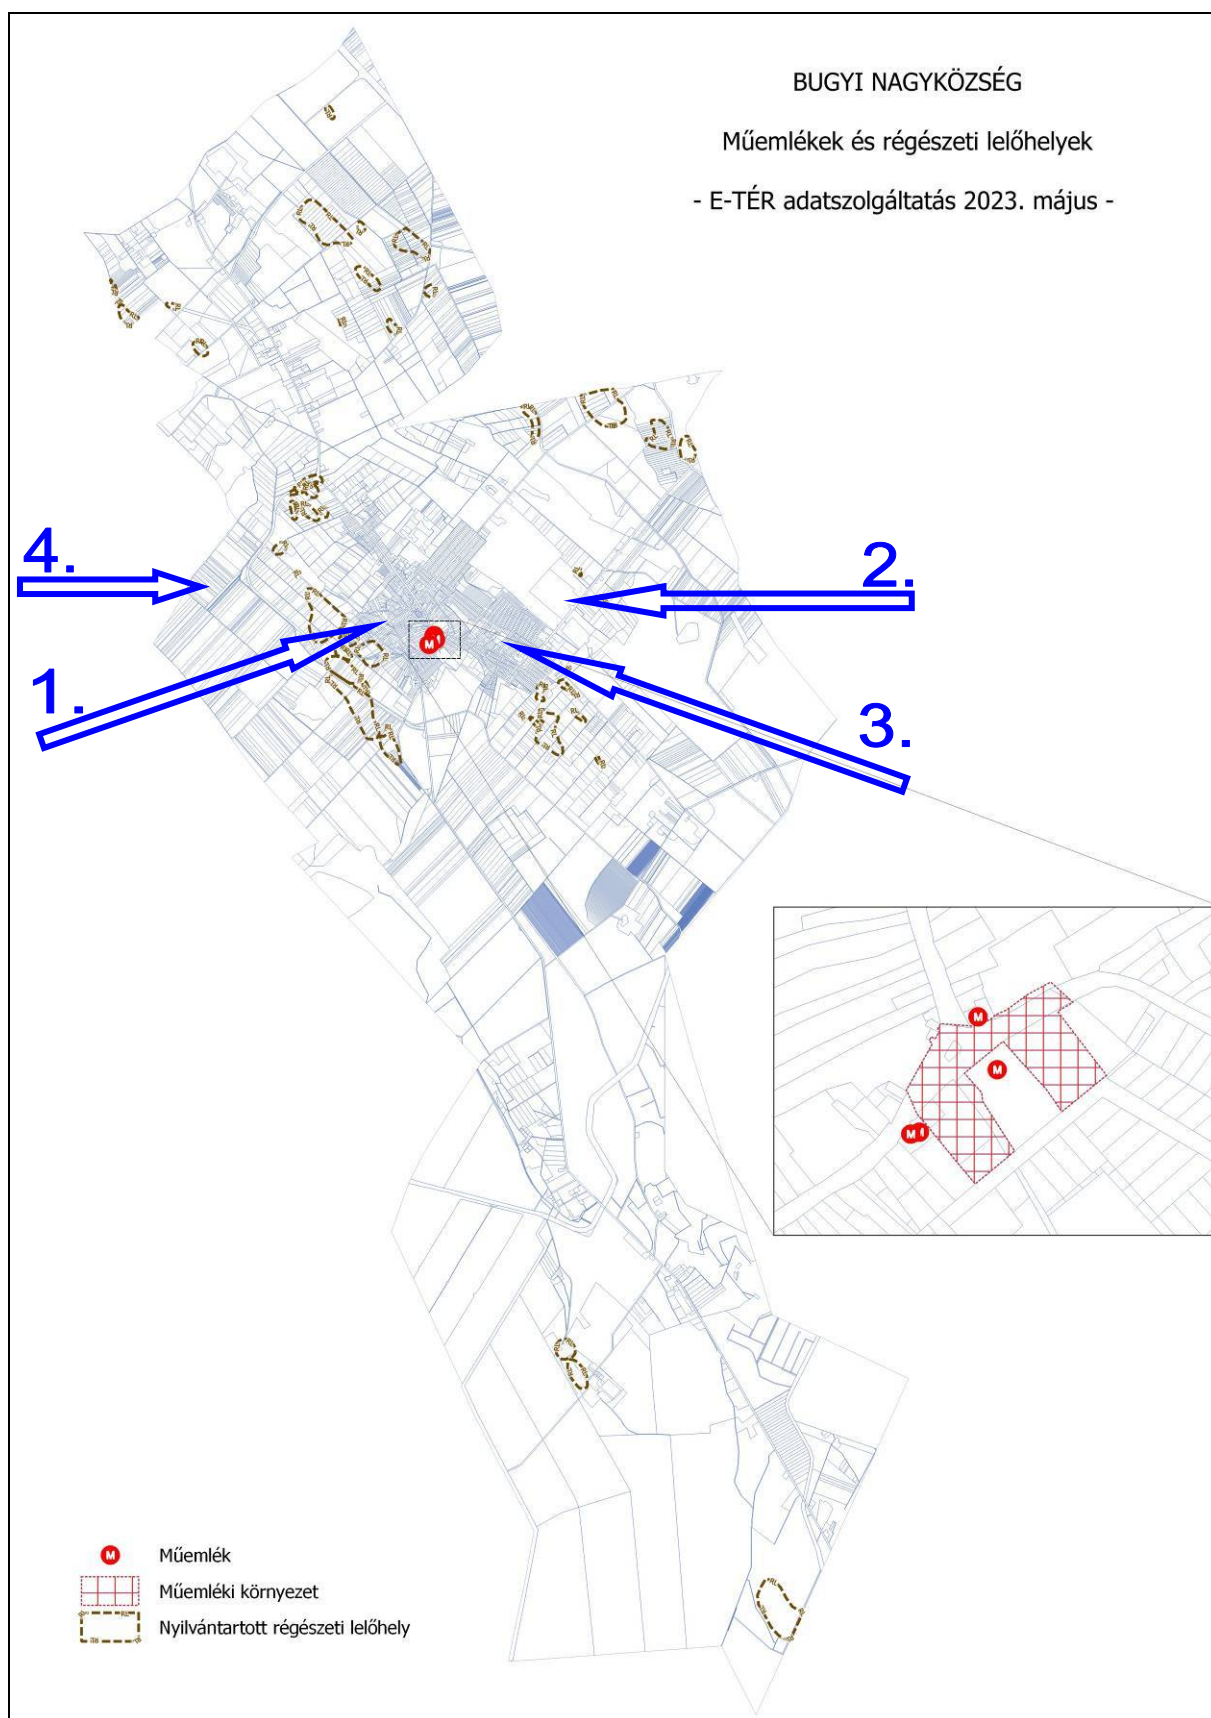 BUGYI NAGYKÖZSÉG
Műemlékek és régészeti lelőhelyek
- E-TÉR adatszolgáltatás 2023. május -
4.
2.
1.
3.
M
M
M
M
M Műemlék
Műemléki környezet
Nyilvántartott régészeti lelőhely